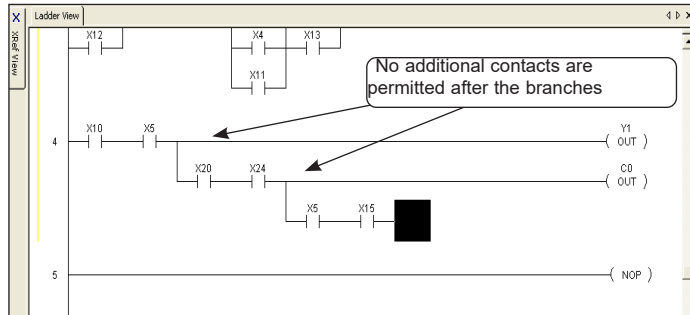 X
XRef View
Ladder View
X12
X4
X13
X11
No additional contacts are
permitted after the branches
4
X10
X5
Y1
OUT
X20
X24
C0
OUT
X5
X15
5
NOP